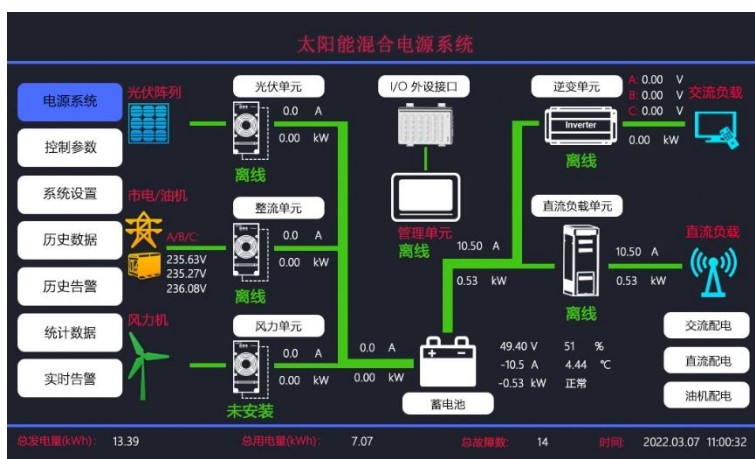 太阳能混合电源系统
电源系统
控制参数
系统设置
历史数据
历史告警
统计数据
实时告警
光伏阵列
光伏单元
0.0 A
0.00 kW
离线
市电/油机
A/B/C:
235.63V
235.27V
236.08V
整流单元
0.0 A
0.00 kW
离线
风力机
风力单元
0.0 A
0.00 kW
未安装
I/O 外设接口
管理单元
离线
逆变单元
Inverter
离线
A: 0.00 V
B: 0.00 V
C: 0.00 V
0.00 kW
交流负载
直流负载单元
10.50 A
0.53 kW
离线
10.50 A
0.53 kW
直流负载
0.0 A
0.00 kW
蓄电池
49.40 V 51 %
-10.5 A 4.44 ℃
-0.53 kW 正常
交流配电
直流配电
油机配电
总发电量(kWh): 13.39 总用电量(kWh): 7.07 总故障数: 14 时间: 2022.03.07 11:00:32